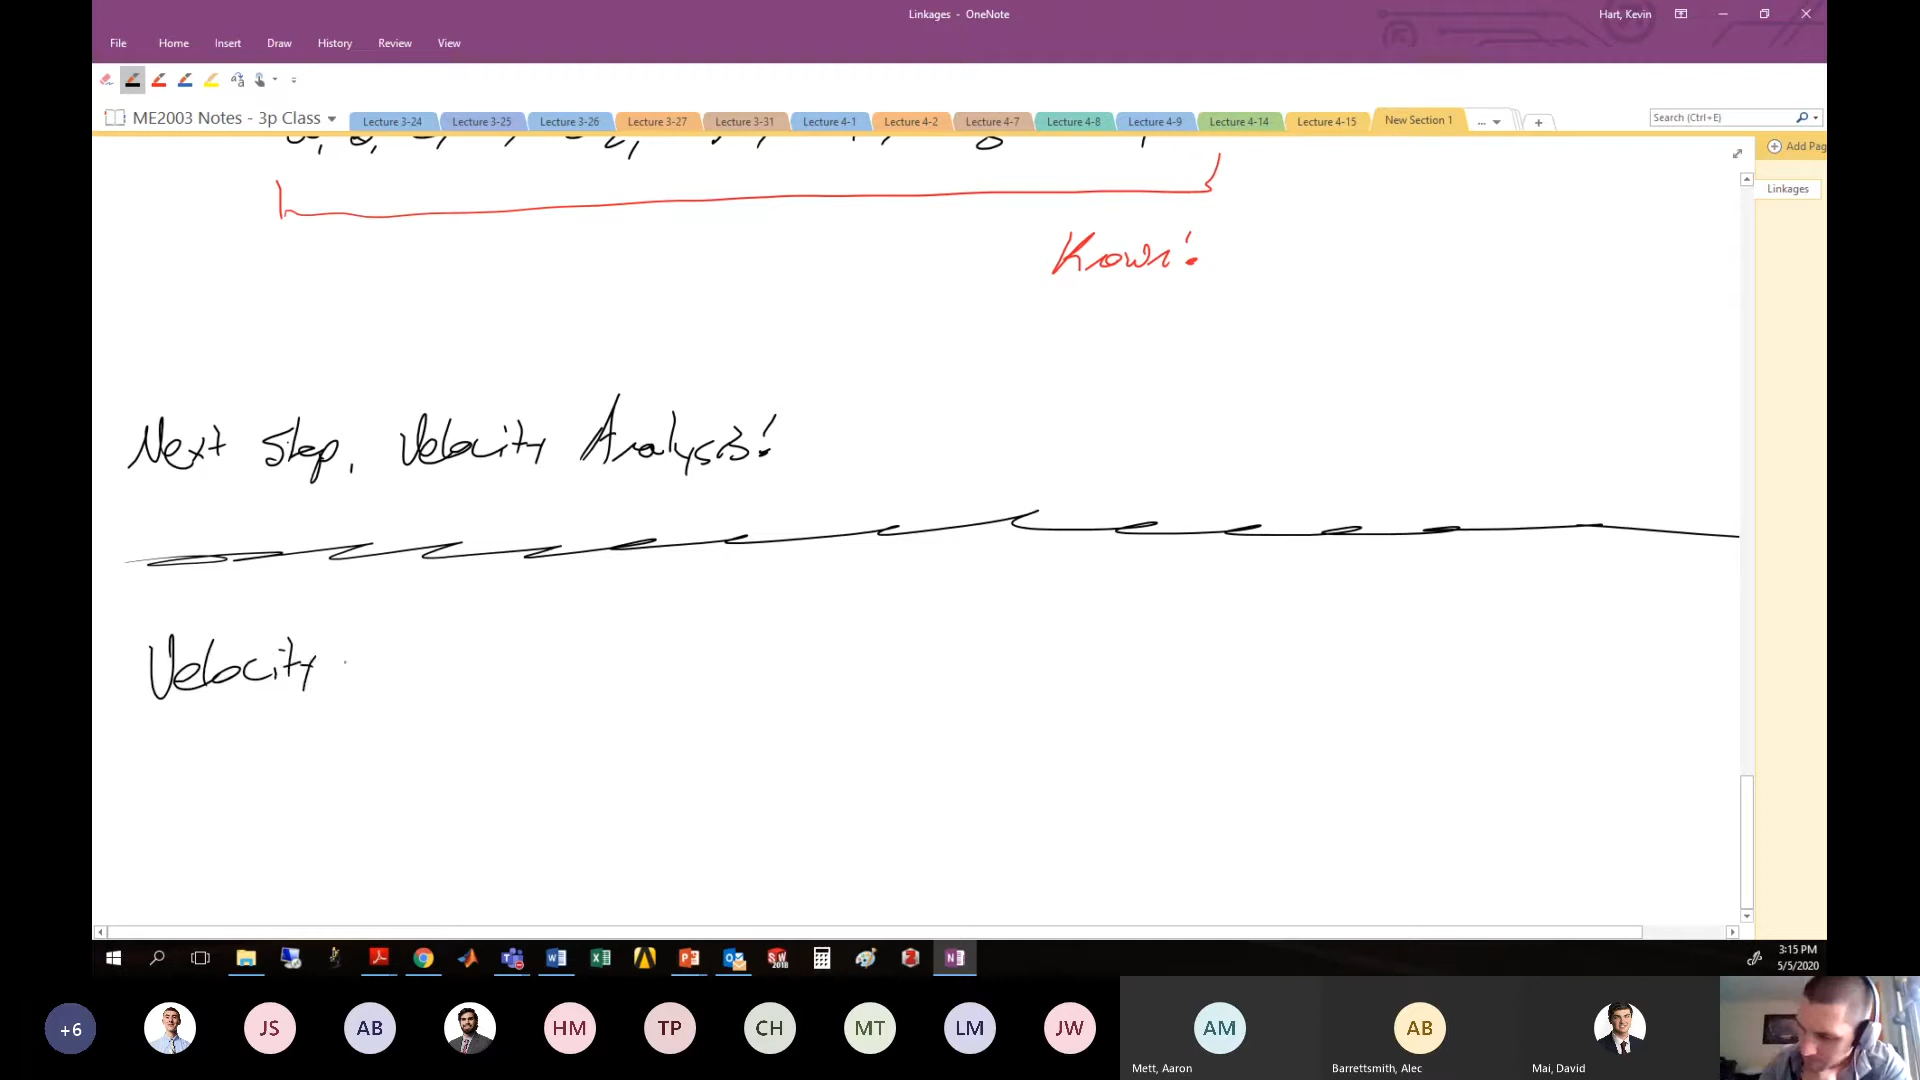 Linkages - OneNote
Hart, Kevin
File Home Insert Draw History Review View
ME2003 Notes - 3p Class
Lecture 3-24 Lecture 3-25 Lecture 3-26 Lecture 3-27 Lecture 3-31 Lecture 4-1 Lecture 4-2 Lecture 4-7 Lecture 4-8 Lecture 4-9 Lecture 4-14 Lecture 4-15 New Section 1 ...
Search (Ctrl+E)
Add Pag
Linkages
Next Step, Velocity Analysis!
Velocity
3:15 PM
5/5/2020
+6 JS AB HM TP CH MT LM JW AM AB
Mett, Aaron Barrettsmith, Alec Mai, David